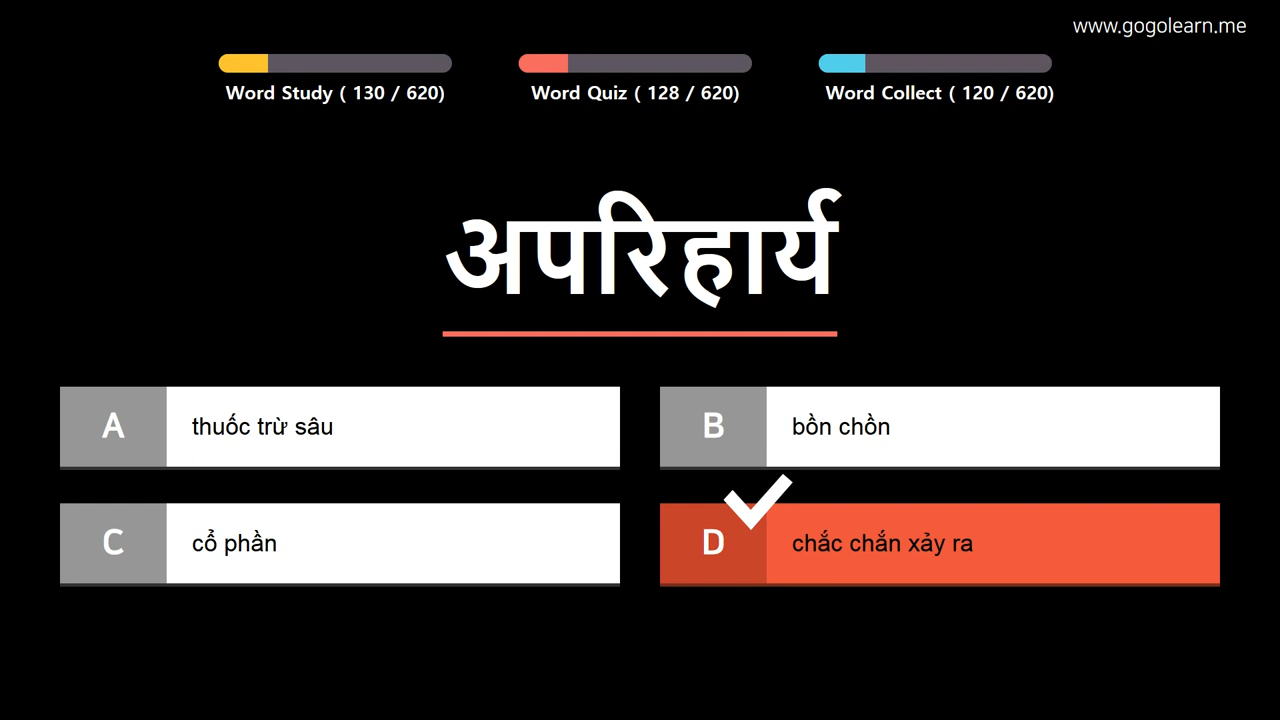 www.gogolearn.me
Word Study ( 130 / 620)
Word Quiz ( 128 / 620)
Word Collect ( 120 / 620)
अपरिहार्य
A thuốc trừ sâu
B bồn chồn
C cổ phần
D chắc chắn xảy ra